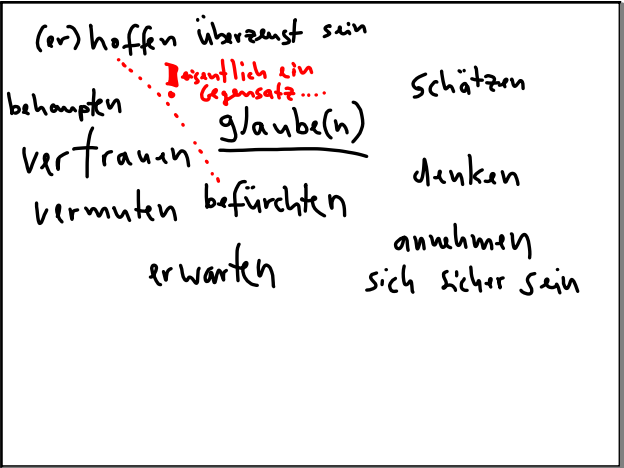 (er)hoffen überzeugt sein
eigentlich ein
Gegensatz....
schätzen
behaupten
glaube(n)
vertrauen
denken
vermuten befürchten
annehmen
erwarten
sich sicher sein